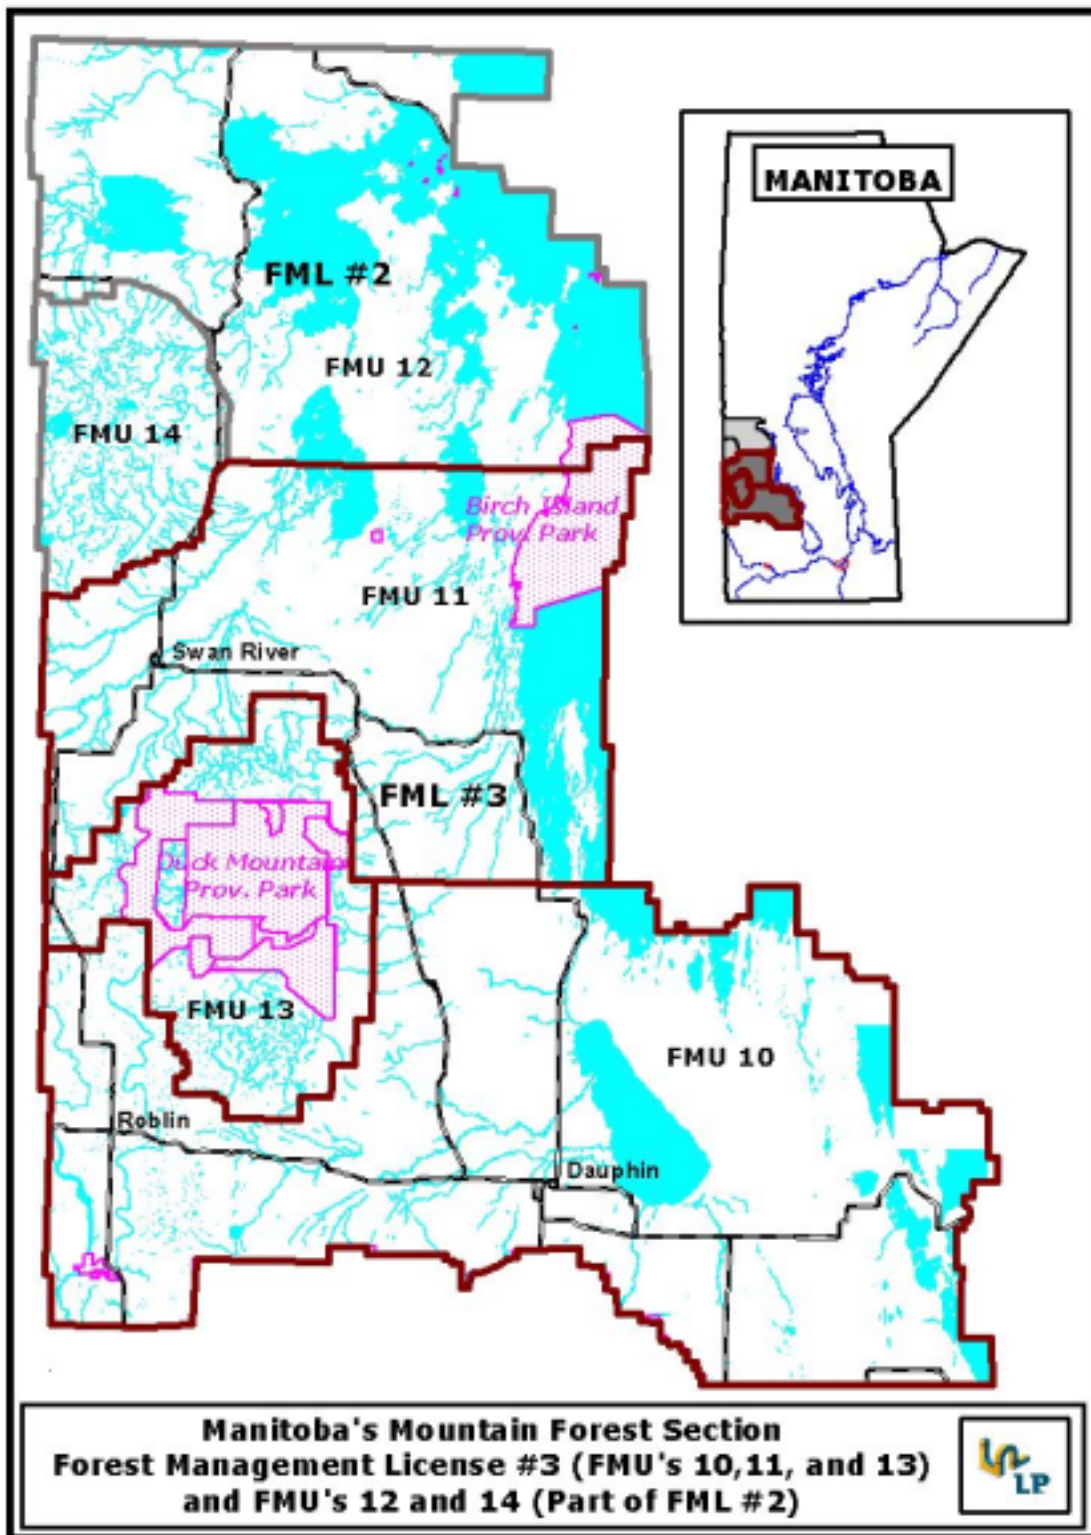 MANITOBA
FML #2
FMU 12
FMU 14
Birch Island
Prov. Park
FMU 11
Swan River
FML #3
Duck Mountain
Prov. Park
FMU 13
FMU 10
Roblin
Dauphin
Manitoba's Mountain Forest Section
Forest Management License #3 (FMU's 10,11, and 13)
and FMU's 12 and 14 (Part of FML #2)
LP